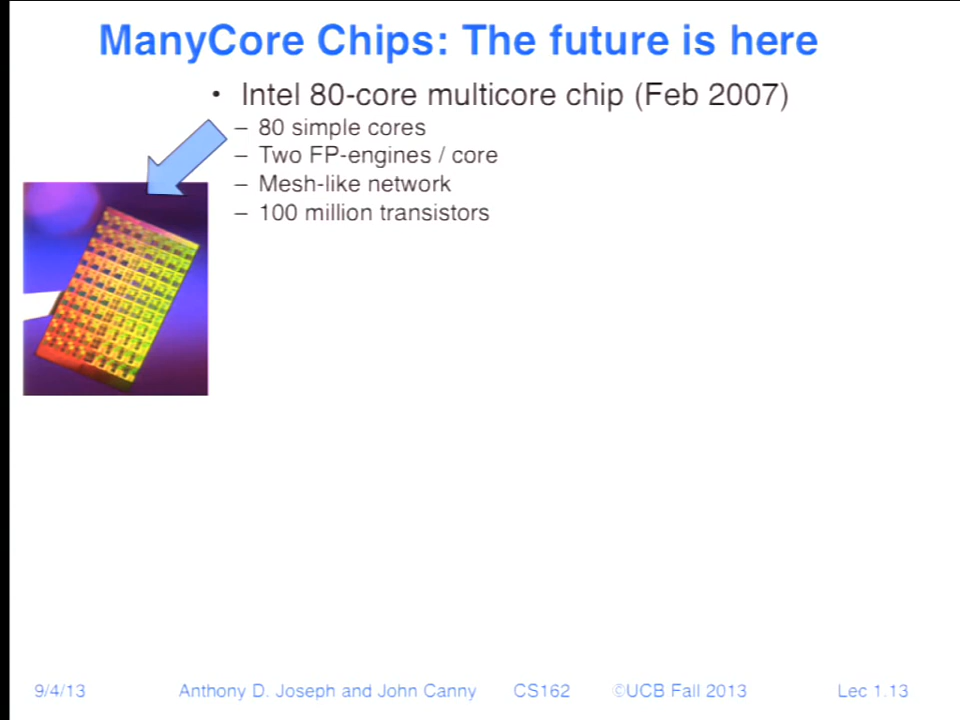 ManyCore Chips: The future is here
• Intel 80-core multicore chip (Feb 2007)
– 80 simple cores
– Two FP-engines / core
– Mesh-like network
– 100 million transistors
9/4/13 Anthony D. Joseph and John Canny CS162 ©UCB Fall 2013 Lec 1.13